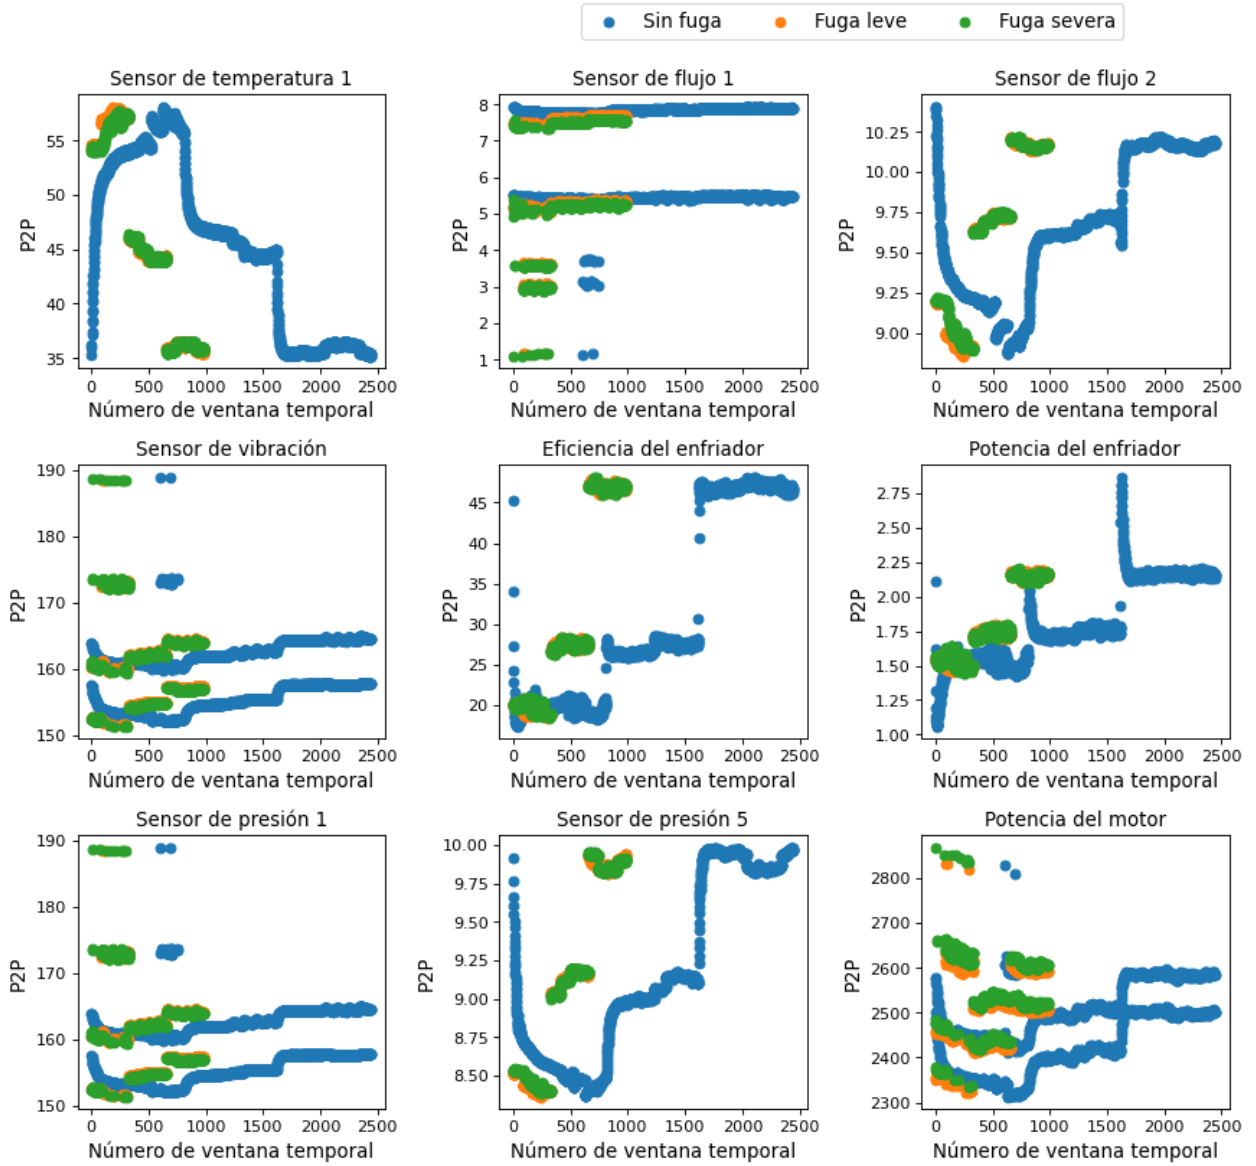 Sin fuga Fuga leve Fuga severa
Sensor de temperatura 1
55
50
45
40
35
P2P
0 500 1000 1500 2000 2500
Número de ventana temporal
Sensor de flujo 1
8
7
6
5
4
3
2
1
P2P
0 500 1000 1500 2000 2500
Número de ventana temporal
Sensor de flujo 2
10.25
10.00
9.75
9.50
9.25
9.00
P2P
0 500 1000 1500 2000 2500
Número de ventana temporal
Sensor de vibración
190
180
170
160
150
P2P
0 500 1000 1500 2000 2500
Número de ventana temporal
Eficiencia del enfriador
45
40
35
30
25
20
P2P
0 500 1000 1500 2000 2500
Número de ventana temporal
Potencia del enfriador
2.75
2.50
2.25
2.00
1.75
1.50
1.25
1.00
P2P
0 500 1000 1500 2000 2500
Número de ventana temporal
Sensor de presión 1
190
180
170
160
150
P2P
0 500 1000 1500 2000 2500
Número de ventana temporal
Sensor de presión 5
10.00
9.75
9.50
9.25
9.00
8.75
8.50
P2P
0 500 1000 1500 2000 2500
Número de ventana temporal
Potencia del motor
2800
2700
2600
2500
2400
2300
P2P
0 500 1000 1500 2000 2500
Número de ventana temporal